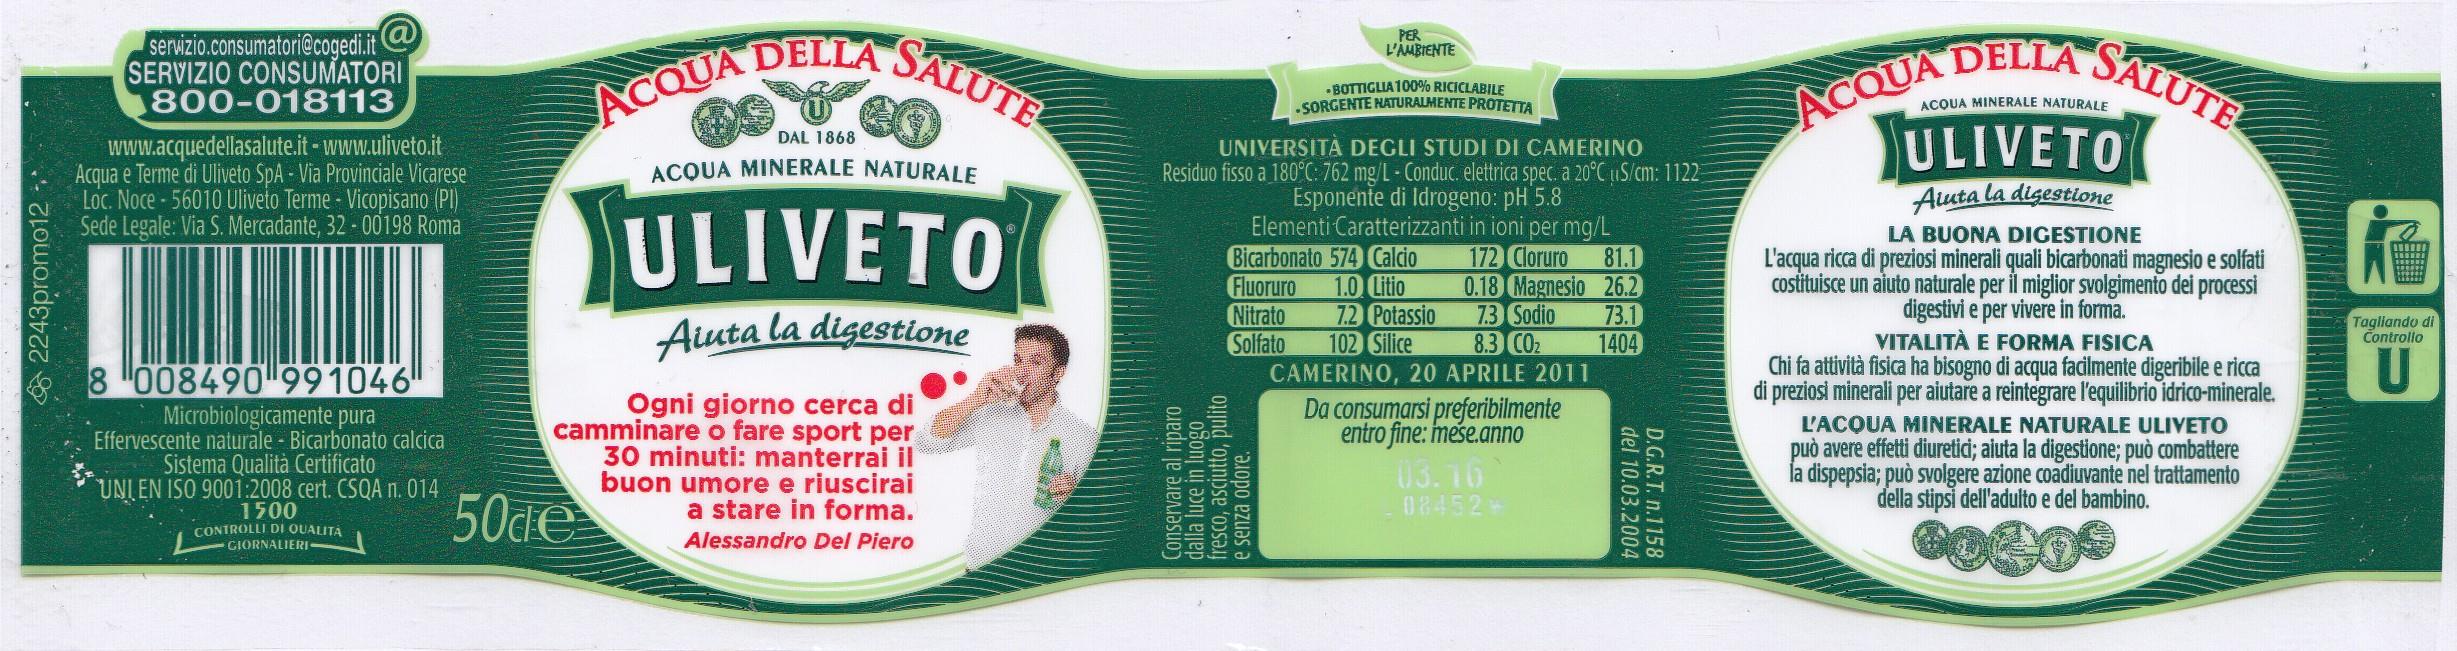 servizio.consumatori@cogedi.it @
SERVIZIO CONSUMATORI
800-018113
www.acquedellasalute.it - www.uliveto.it
Acqua e Terme di Uliveto SpA - Via Provinciale Vicarese
Loc. Noce - 56010 Uliveto Terme - Vicopisano (PI)
Sede Legale: Via S. Mercadante, 32 - 00198 Roma
2243promo12
8 008490 991046
Microbiologicamente pura
Effervescente naturale - Bicarbonato calcica
Sistema Qualità Certificato
UNI EN ISO 9001:2008 cert. CSQA n. 014
1500
CONTROLLI DI QUALITÀ
GIORNALIERI
50cl e
ACQUA DELLA SALUTE
U
DAL 1868
ACQUA MINERALE NATURALE
ULIVETO®
Aiuta la digestione
Ogni giorno cerca di
camminare o fare sport per
30 minuti: manterrai il
buon umore e riuscirai
a stare in forma.
Alessandro Del Piero
PER
L'AMBIENTE
• BOTTIGLIA 100% RICICLABILE
• SORGENTE NATURALMENTE PROTETTA
UNIVERSITÀ DEGLI STUDI DI CAMERINO
Residuo fisso a 180°C: 762 mg/L - Conduc. elettrica spec. a 20°C µS/cm: 1122
Esponente di Idrogeno: pH 5.8
Elementi Caratterizzanti in ioni per mg/L
Bicarbonato 574 Calcio 172 Cloruro 81.1
Fluoruro 1.0 Litio 0.18 Magnesio 26.2
Nitrato 7.2 Potassio 7.3 Sodio 73.1
Solfato 102 Silice 8.3 CO₂ 1404
CAMERINO, 20 APRILE 2011
Conservare al riparo
dalla luce in luogo
fresco, asciutto, pulito
e senza odore.
Da consumarsi preferibilmente
entro fine: mese.anno
03.16
L 08452
D.G.R.T. n.1158
del 10.03.2004
ACQUA DELLA SALUTE
ACQUA MINERALE NATURALE
ULIVETO®
Aiuta la digestione
LA BUONA DIGESTIONE
L'acqua ricca di preziosi minerali quali bicarbonati magnesio e solfati
costituisce un aiuto naturale per il miglior svolgimento dei processi
digestivi e per vivere in forma.
VITALITÀ E FORMA FISICA
Chi fa attività fisica ha bisogno di acqua facilmente digeribile e ricca
di preziosi minerali per aiutare a reintegrare l'equilibrio idrico-minerale.
L'ACQUA MINERALE NATURALE ULIVETO
può avere effetti diuretici; aiuta la digestione; può combattere
la dispepsia; può svolgere azione coadiuvante nel trattamento
della stipsi dell'adulto e del bambino.
Tagliando di
Controllo
U